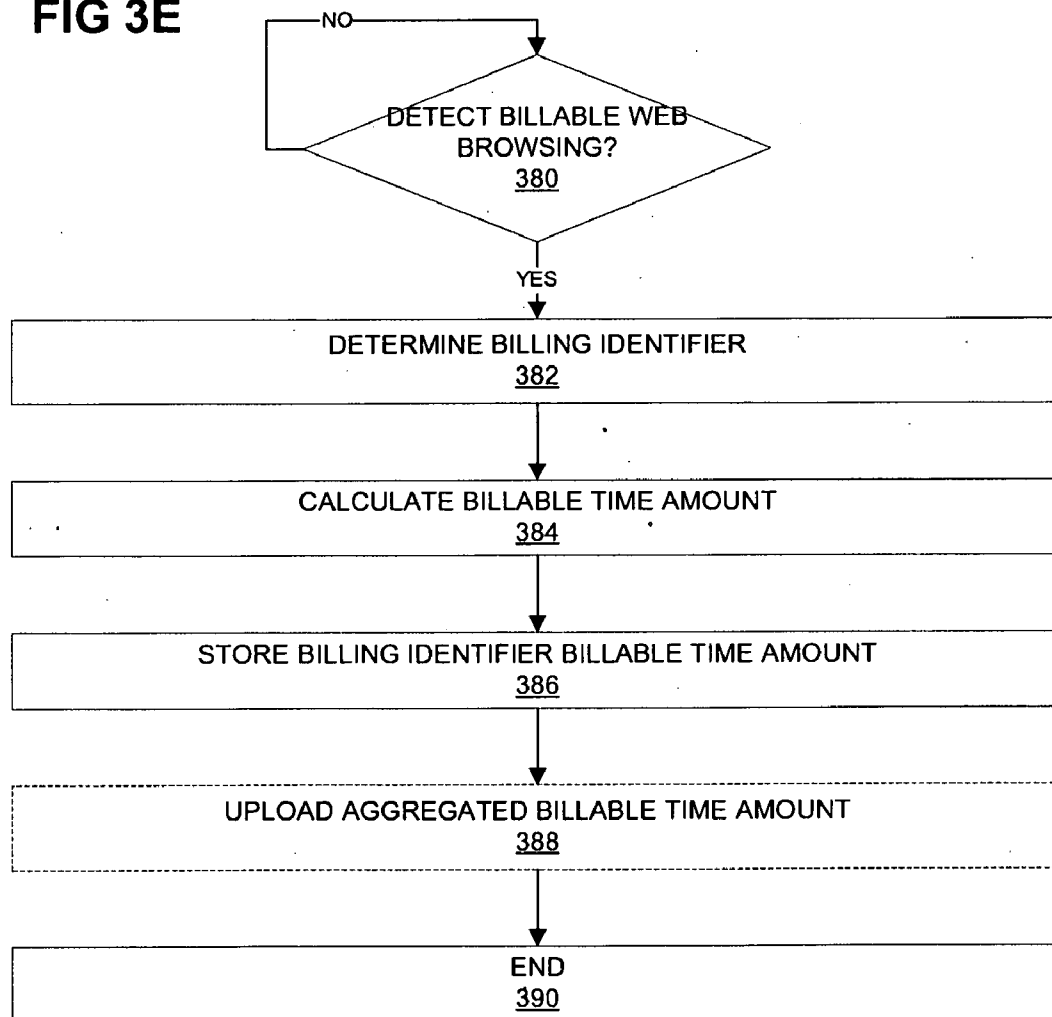 FIG 3E
NO
DETECT BILLABLE WEB
BROWSING?
380
YES
DETERMINE BILLING IDENTIFIER
382
CALCULATE BILLABLE TIME AMOUNT
384
STORE BILLING IDENTIFIER BILLABLE TIME AMOUNT
386
UPLOAD AGGREGATED BILLABLE TIME AMOUNT
388
END
390